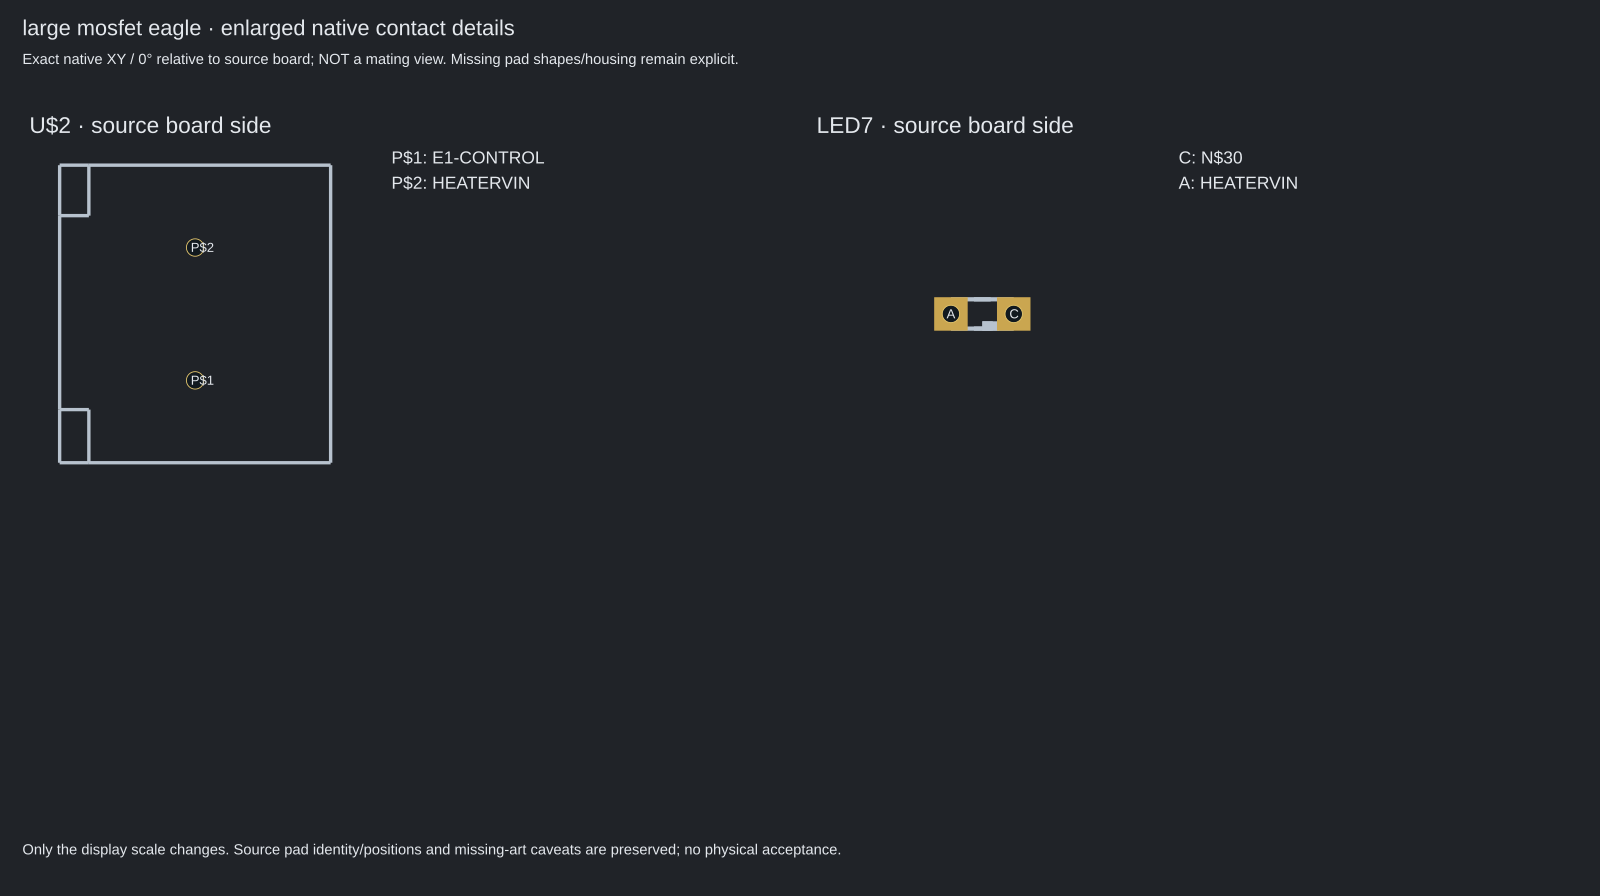 large mosfet eagle · enlarged native contact details
Exact native XY / 0° relative to source board; NOT a mating view. Missing pad shapes/housing remain explicit.
U$2 · source board side
P$1: E1-CONTROL
P$2: HEATERVIN
P$2
P$1
LED7 · source board side
C: N$30
A: HEATERVIN
A
C
Only the display scale changes. Source pad identity/positions and missing-art caveats are preserved; no physical acceptance.